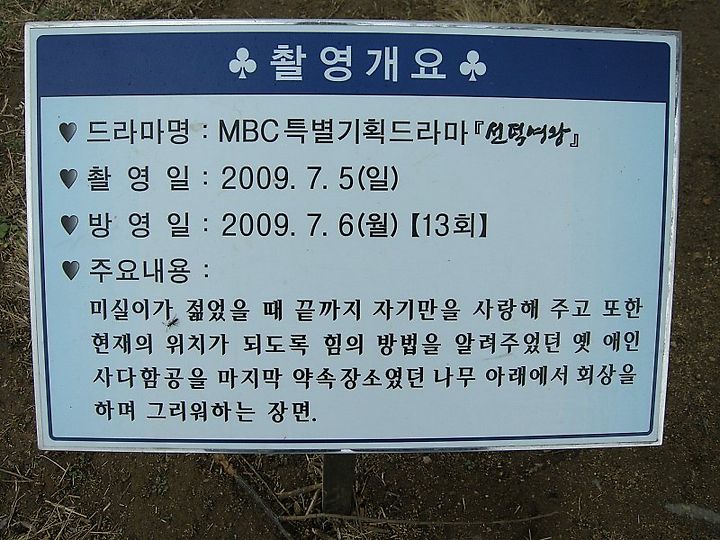 ♣ 촬영개요 ♣
♥ 드라마명 : MBC특별기획드라마『선덕여왕』
♥ 촬 영 일 : 2009. 7. 5(일)
♥ 방 영 일 : 2009. 7. 6(월)【13회】
♥ 주요내용 :
미실이가 젊었을 때 끝까지 자기만을 사랑해 주고 또한
현재의 위치가 되도록 힘의 방법을 알려주었던 옛 애인
사다함공을 마지막 약속장소였던 나무 아래에서 회상을
하며 그리워하는 장면.